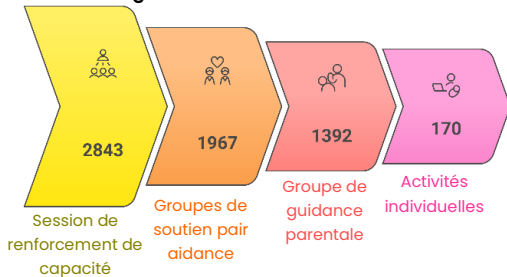 2843
1967
1392
170
Session de
renforcement de
capacité
Groupes de
soutien pair
aidance
Groupe de
guidance
parentale
Activités
individuelles